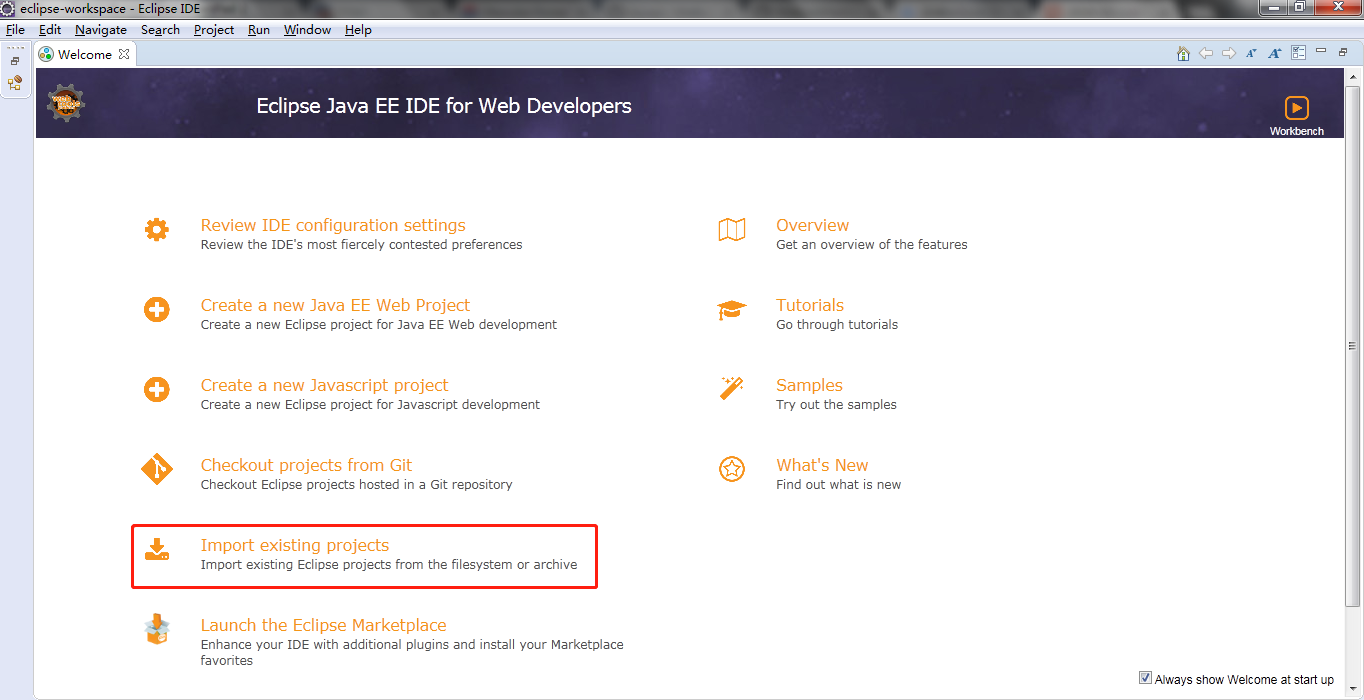 eclipse-workspace - Eclipse IDE
File Edit Navigate Search Project Run Window Help
Welcome
Eclipse Java EE IDE for Web Developers
Workbench
Review IDE configuration settings
Review the IDE's most fiercely contested preferences
Create a new Java EE Web Project
Create a new Eclipse project for Java EE Web development
Create a new Javascript project
Create a new Eclipse project for Javascript development
Checkout projects from Git
Checkout Eclipse projects hosted in a Git repository
Import existing projects
Import existing Eclipse projects from the filesystem or archive
Launch the Eclipse Marketplace
Enhance your IDE with additional plugins and install your Marketplace
favorites
Overview
Get an overview of the features
Tutorials
Go through tutorials
Samples
Try out the samples
What's New
Find out what is new
Always show Welcome at start up